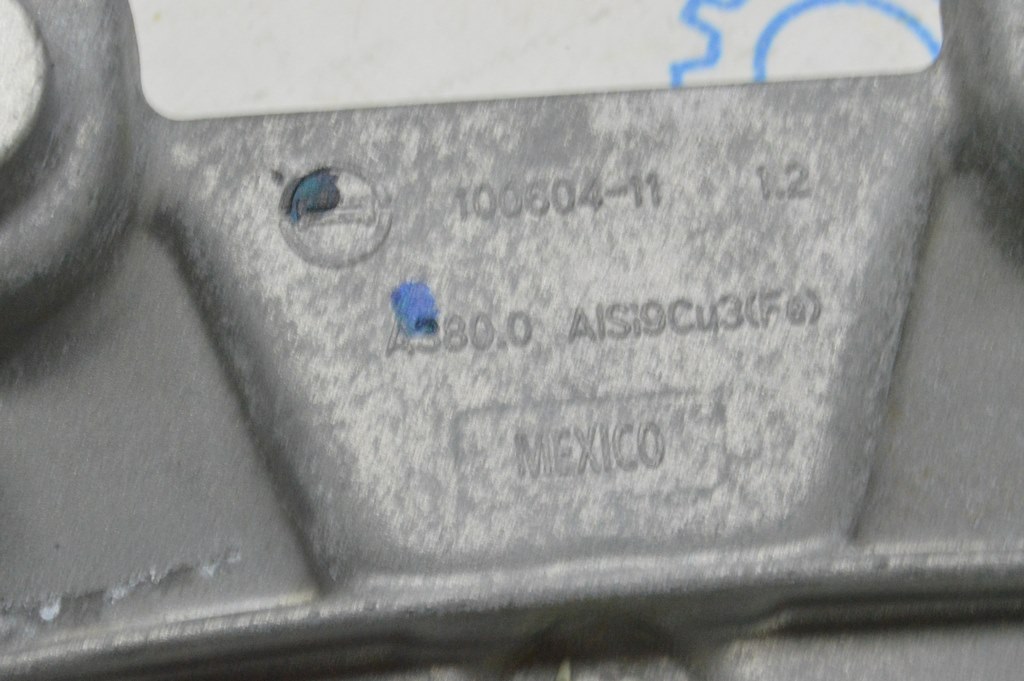 100604-11 1.2
A380.0 AlSi9Cu3(Fe)
MEXICO